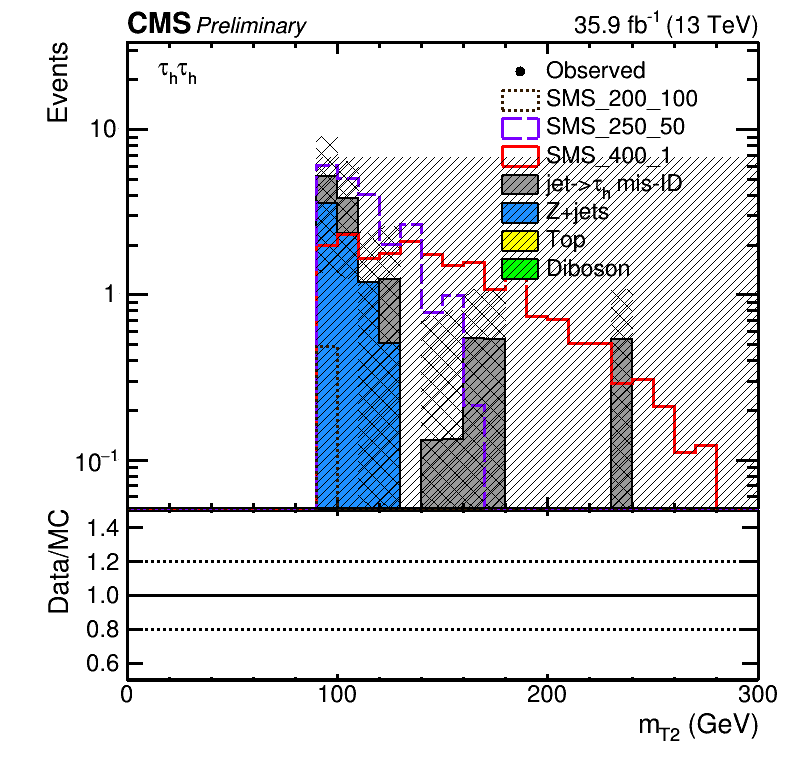 CMS Preliminary 35.9 fb⁻¹ (13 TeV)
τₕτₕ
Events
Observed
SMS_200_100
SMS_250_50
SMS_400_1
jet->τₕ mis-ID
Z+jets
Top
Diboson
10
1
10⁻¹
Data/MC
1.4
1.2
1.0
0.8
0.6
0 100 200 300
m_T2 (GeV)